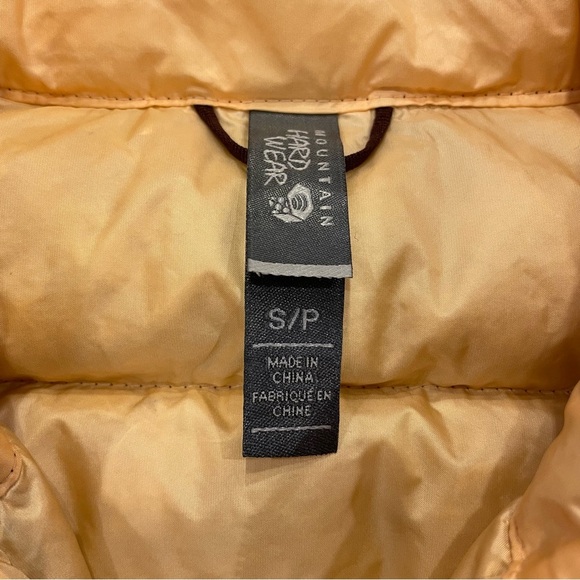 MOUNTAIN
HARD
WEAR
S/P
MADE IN
CHINA
FABRIQUÉ EN
CHINE